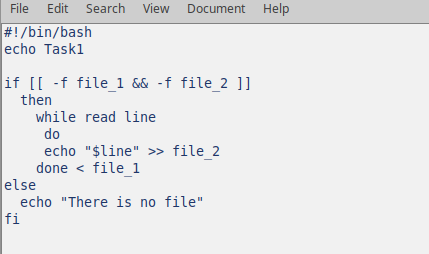 File Edit Search View Document Help
#!/bin/bash
echo Task1
if [[ -f file_1 && -f file_2 ]]
then
while read line
do
echo "$line" >> file_2
done < file_1
else
echo "There is no file"
fi